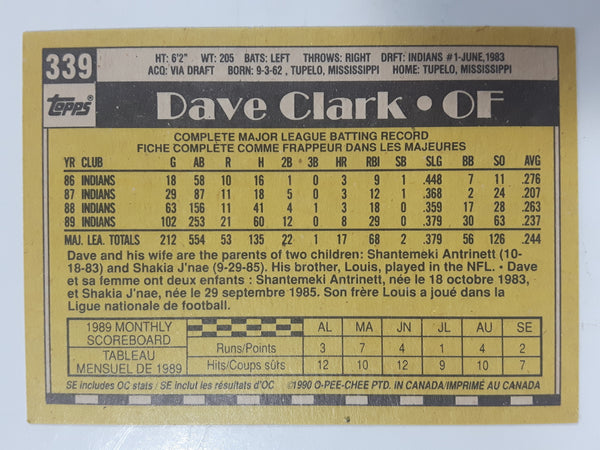 339
HT: 6'2" WT: 205 BATS: LEFT THROWS: RIGHT DRFT: INDIANS #1-JUNE, 1983
ACQ: VIA DRAFT BORN: 9-3-62, TUPELO, MISSISSIPPI HOME: TUPELO, MISSISSIPPI
topps®
Dave Clark • OF
COMPLETE MAJOR LEAGUE BATTING RECORD
FICHE COMPLÈTE COMME FRAPPEUR DANS LES MAJEURES
YR CLUB G AB R H 2B 3B HR RBI SB SLG BB SO AVG
86 INDIANS 18 58 10 16 1 0 3 9 1 .448 7 11 .276
87 INDIANS 29 87 11 18 5 0 3 12 1 .368 2 24 .207
88 INDIANS 63 156 11 41 4 1 3 18 0 .359 17 28 .263
89 INDIANS 102 253 21 60 12 0 8 29 0 .379 30 63 .237
MAJ. LEA. TOTALS 212 554 53 135 22 1 17 68 2 .379 56 126 .244
Dave and his wife are the parents of two children: Shantemeki Antrinett (10-
18-83) and Shakia J'nae (9-29-85). His brother, Louis, played in the NFL. • Dave
et sa femme ont deux enfants : Shantemeki Antrinett, née le 18 octobre 1983,
et Shakia J'nae, née le 29 septembre 1985. Son frère Louis a joué dans la
Ligue nationale de football.
1989 MONTHLY SCOREBOARD
TABLEAU MENSUEL DE 1989
AL MA JN JL AU SE
Runs/Points 3 7 4 1 4 2
Hits/Coups sûts 12 10 12 9 10 7
SE includes OC stats / SE inclut les résultats d'OC ©1990 O-PEE-CHEE PTD. IN CANADA/IMPRIMÉ AU CANADA